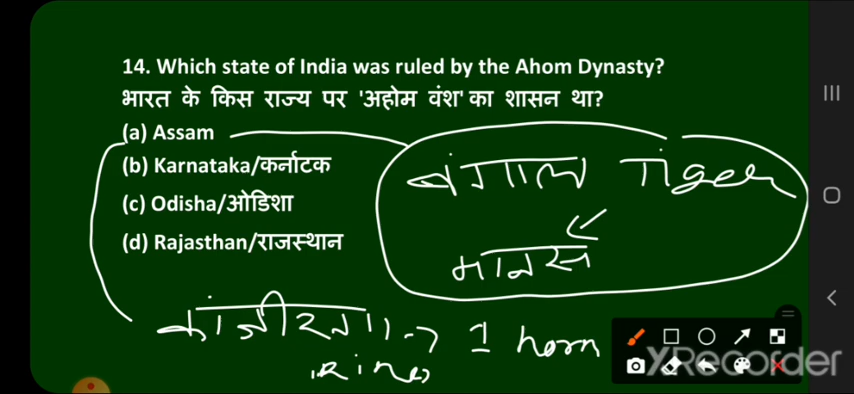 14. Which state of India was ruled by the Ahom Dynasty?
भारत के किस राज्य पर 'अहोम वंश' का शासन था?
(a) Assam
(b) Karnataka/कर्नाटक
(c) Odisha/ओडिशा
(d) Rajasthan/राजस्थान
बंगाल Tiger
मानस
1 horn
XRecorder